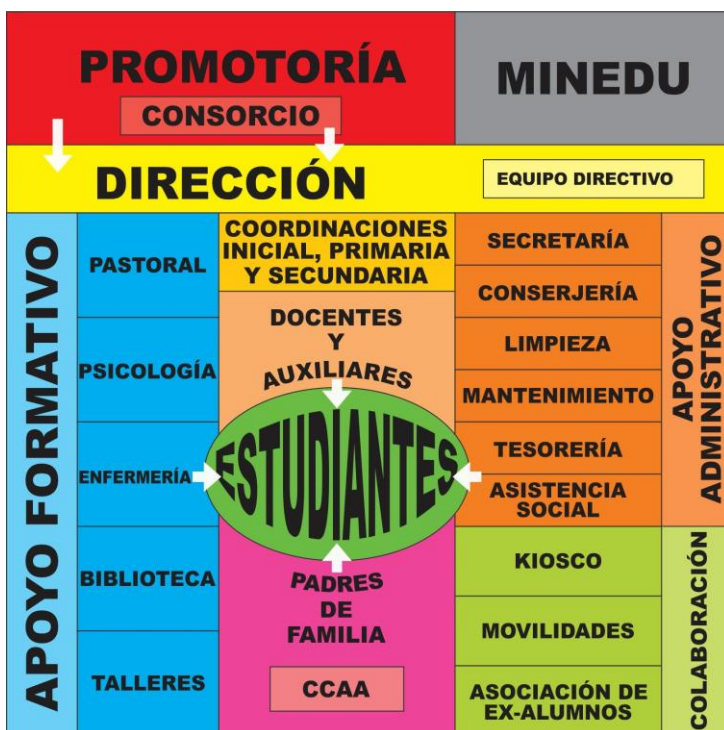 PROMOTORÍA
CONSORCIO
MINEDU
DIRECCIÓN
EQUIPO DIRECTIVO
APOYO FORMATIVO
PASTORAL
PSICOLOGÍA
ENFERMERÍA
BIBLIOTECA
TALLERES
COORDINACIONES
INICIAL, PRIMARIA
Y SECUNDARIA
DOCENTES
Y
AUXILIARES
ESTUDIANTES
PADRES
DE
FAMILIA
CCAA
SECRETARÍA
CONSERJERÍA
LIMPIEZA
MANTENIMIENTO
TESORERÍA
ASISTENCIA
SOCIAL
APOYO
ADMINISTRATIVO
KIOSCO
MOVILIDADES
ASOCIACIÓN DE
EX-ALUMNOS
COLABORACIÓN